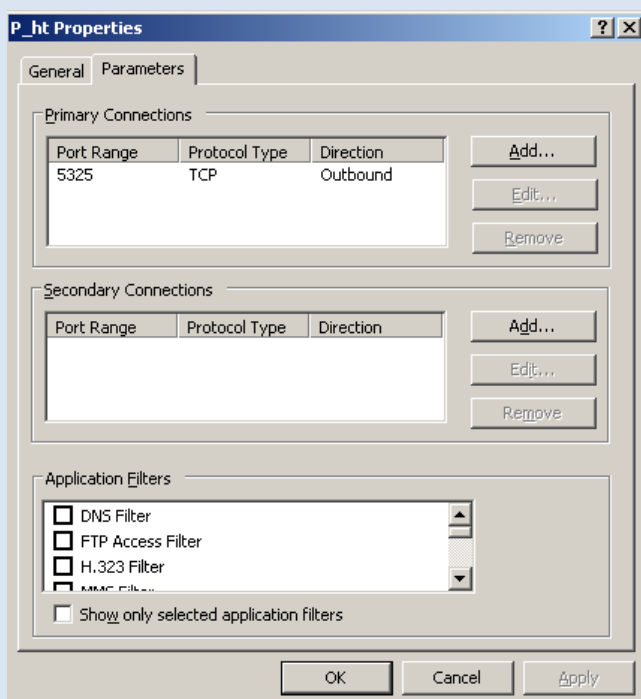 P_ht Properties
General Parameters
Primary Connections
Port Range Protocol Type Direction
5325 TCP Outbound
Add...
Edit...
Remove
Secondary Connections
Port Range Protocol Type Direction
Add...
Edit...
Remove
Application Filters
DNS Filter
FTP Access Filter
H.323 Filter
MMS Filter
Show only selected application filters
OK Cancel Apply